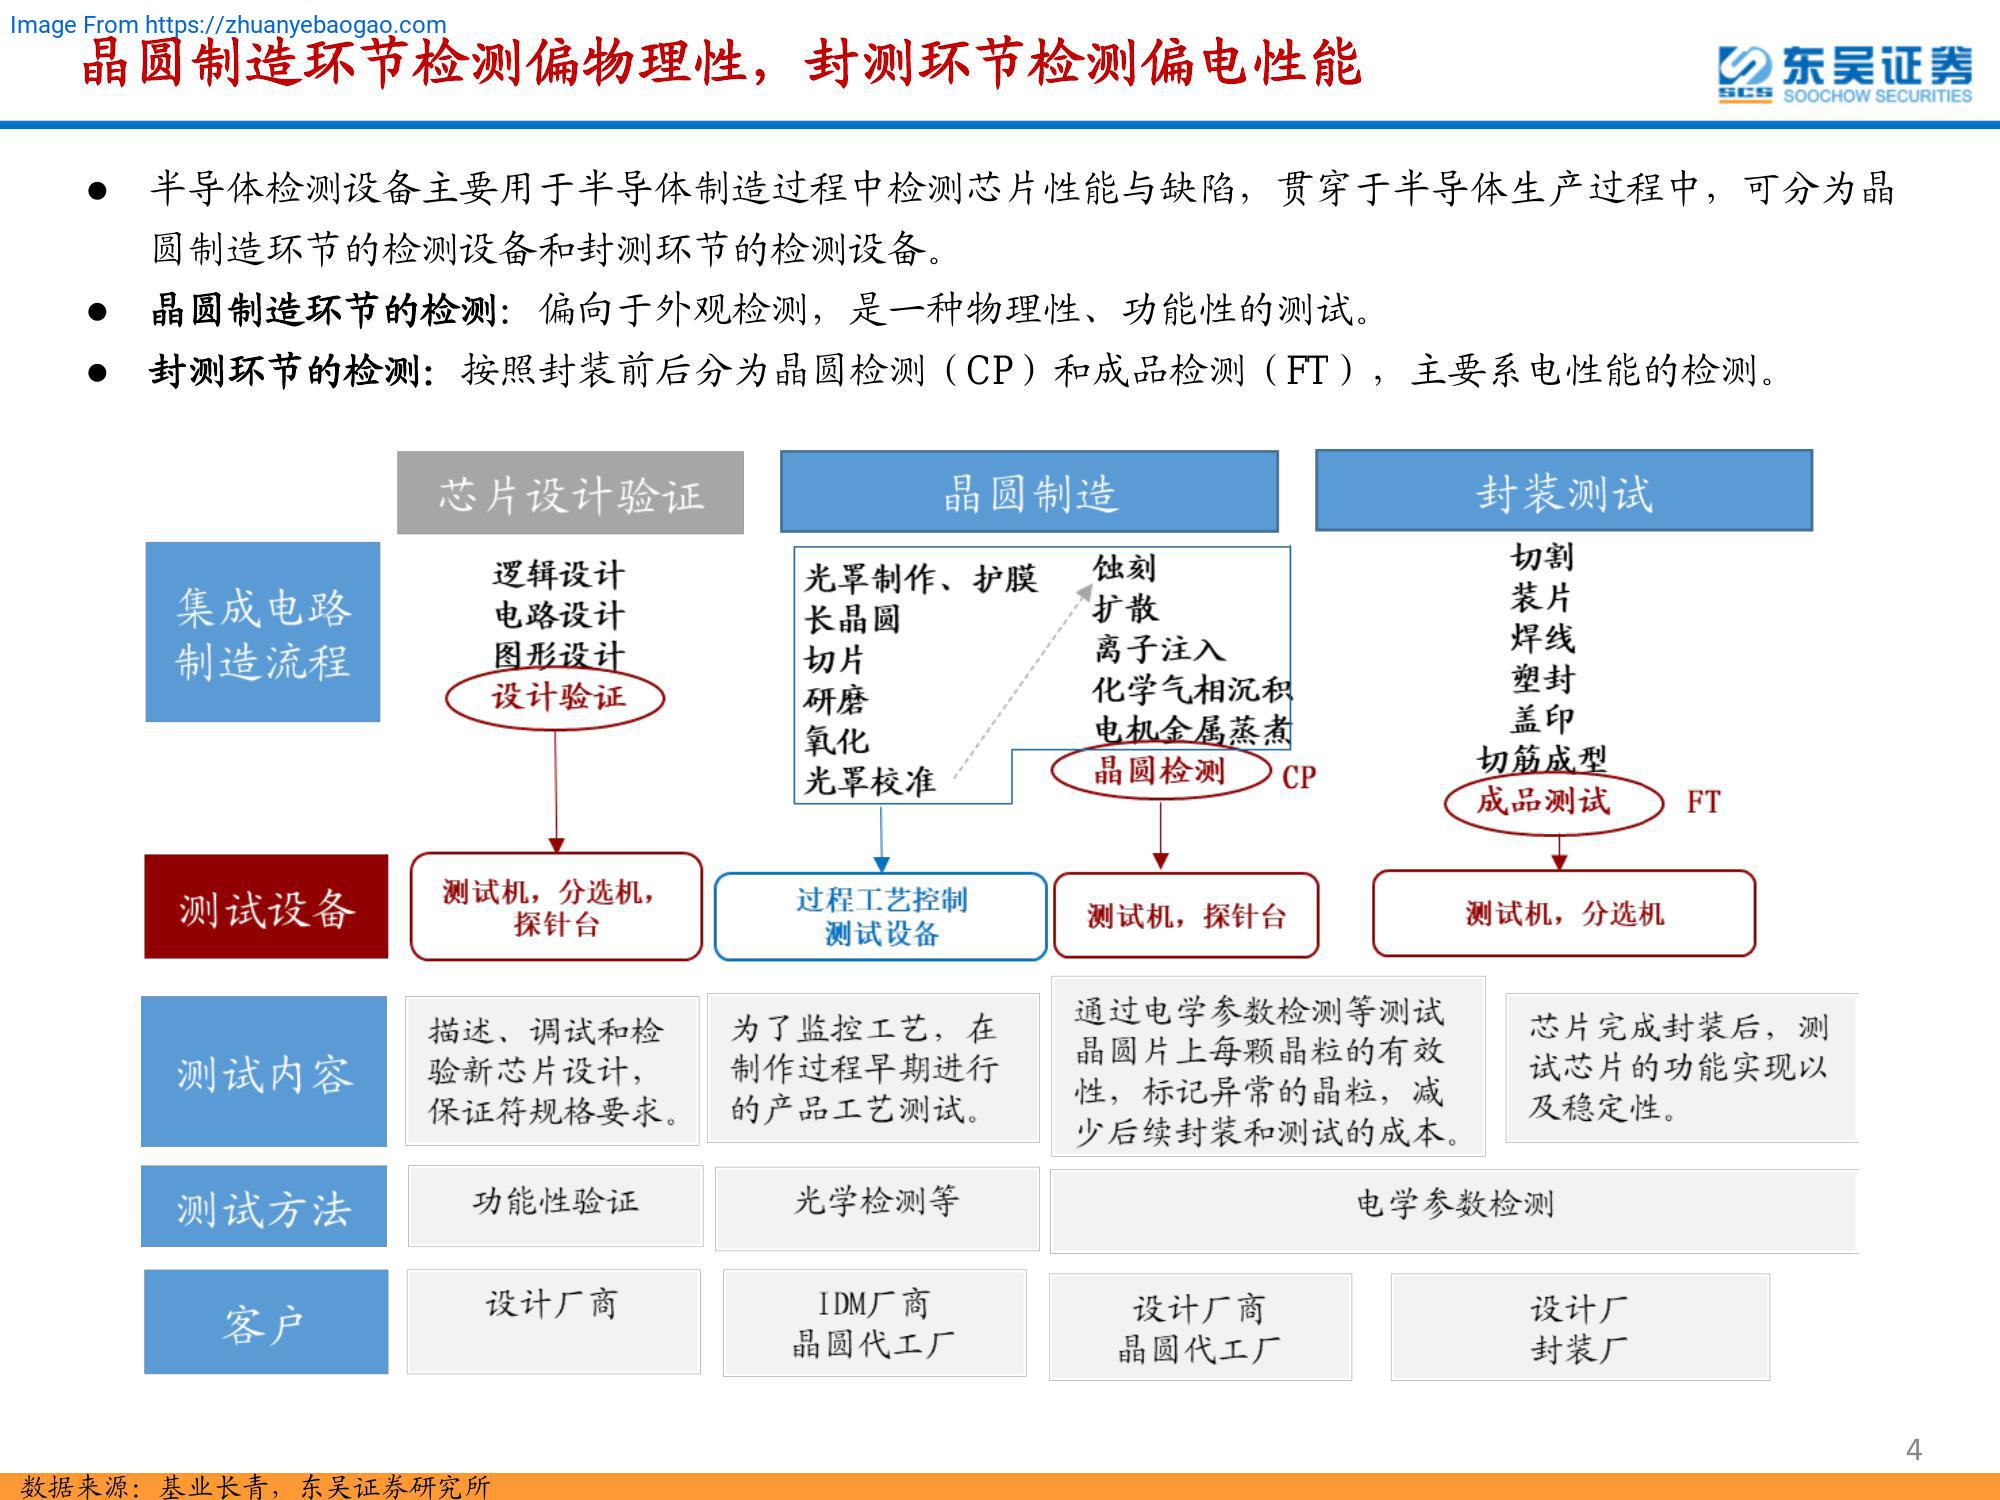 Image From https://zhuanyebaogao.com
晶圆制造环节检测偏物理性，封测环节检测偏电性能
SCS
东吴证券
SOOCHOW SECURITIES
● 半导体检测设备主要用于半导体制造过程中检测芯片性能与缺陷，贯穿于半导体生产过程中，可分为晶
圆制造环节的检测设备和封测环节的检测设备。
● 晶圆制造环节的检测：偏向于外观检测，是一种物理性、功能性的测试。
● 封测环节的检测：按照封装前后分为晶圆检测（CP）和成品检测（FT），主要系电性能的检测。
芯片设计验证
晶圆制造
封装测试
集成电路
制造流程
逻辑设计
电路设计
图形设计
设计验证
光罩制作、护膜
长晶圆
切片
研磨
氧化
光罩校准
蚀刻
扩散
离子注入
化学气相沉积
电机金属蒸煮
晶圆检测
CP
切割
装片
焊线
塑封
盖印
切筋成型
成品测试
FT
测试设备
测试机，分选机，
探针台
过程工艺控制
测试设备
测试机，探针台
测试机，分选机
测试内容
描述、调试和检
验新芯片设计，
保证符规格要求。
为了监控工艺，在
制作过程早期进行
的产品工艺测试。
通过电学参数检测等测试
晶圆片上每颗晶粒的有效
性，标记异常的晶粒，减
少后续封装和测试的成本。
芯片完成封装后，测
试芯片的功能实现以
及稳定性。
测试方法
功能性验证
光学检测等
电学参数检测
客户
设计厂商
IDM厂商
晶圆代工厂
设计厂商
晶圆代工厂
设计厂
封装厂
4
数据来源：基业长青，东吴证券研究所